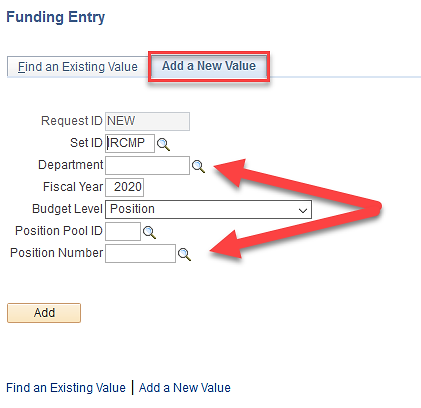 Funding Entry
Find an Existing Value Add a New Value
Request ID NEW
Set ID IRCMP
Department
Fiscal Year 2020
Budget Level Position
Position Pool ID
Position Number
Add
Find an Existing Value | Add a New Value